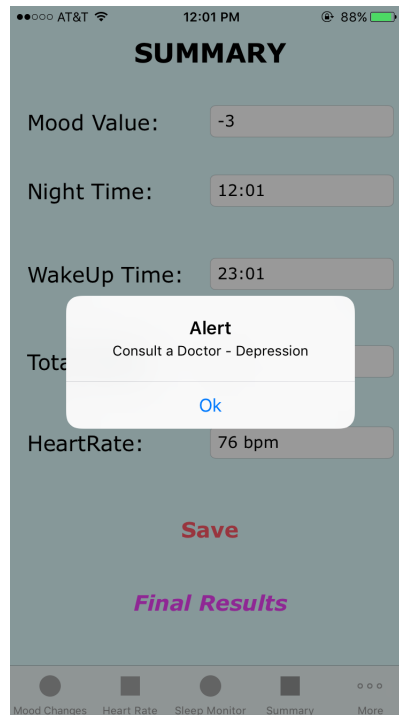 AT&T 12:01 PM 88%
SUMMARY
Mood Value: -3
Night Time: 12:01
WakeUp Time: 23:01
Alert
Consult a Doctor - Depression
Ok
HeartRate: 76 bpm
Save
Final Results
Mood Changes Heart Rate Sleep Monitor Summary More